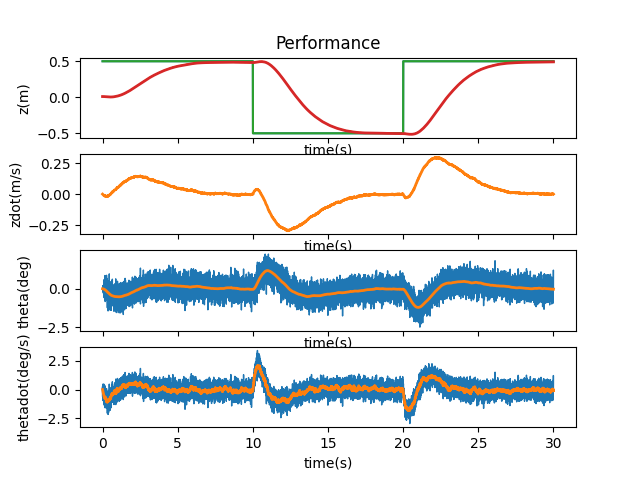 Performance
0.5
0.0
−0.5
z(m)
time(s)
0.25
0.00
−0.25
zdot(m/s)
time(s)
0.0
−2.5
theta(deg)
time(s)
2.5
0.0
−2.5
thetadot(deg/s)
0 5 10 15 20 25 30
time(s)